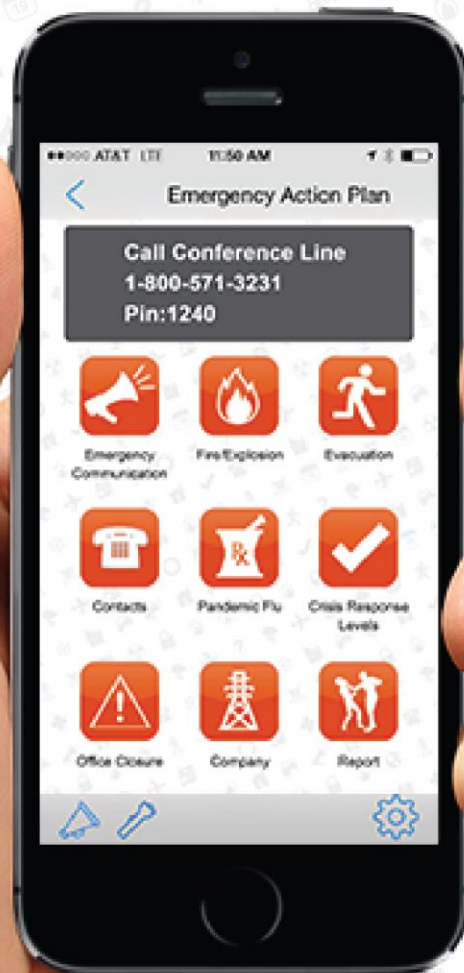 AT&T LTE 11:50 AM
Emergency Action Plan
Call Conference Line
1-800-571-3231
Pin:1240
Emergency Communication
Fire/Explosion
Evacuation
Contacts
Pandemic Flu
Crisis Response Levels
Office Closure
Company
Report